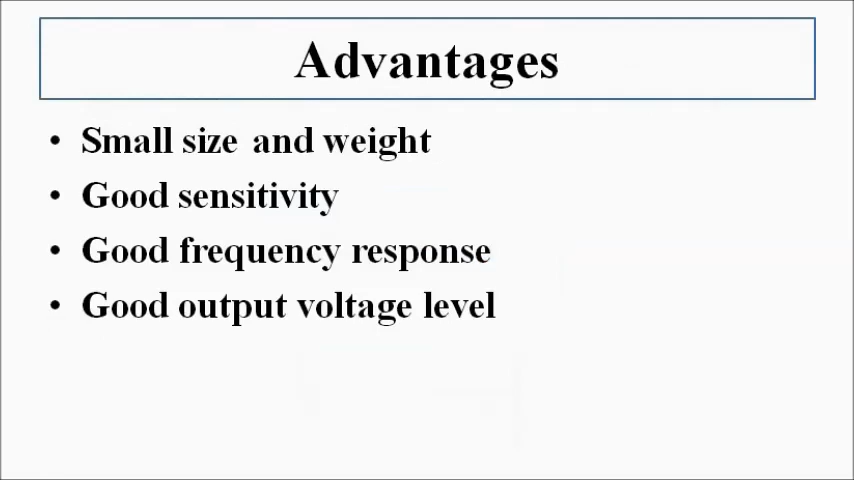 Advantages
• Small size and weight
• Good sensitivity
• Good frequency response
• Good output voltage level